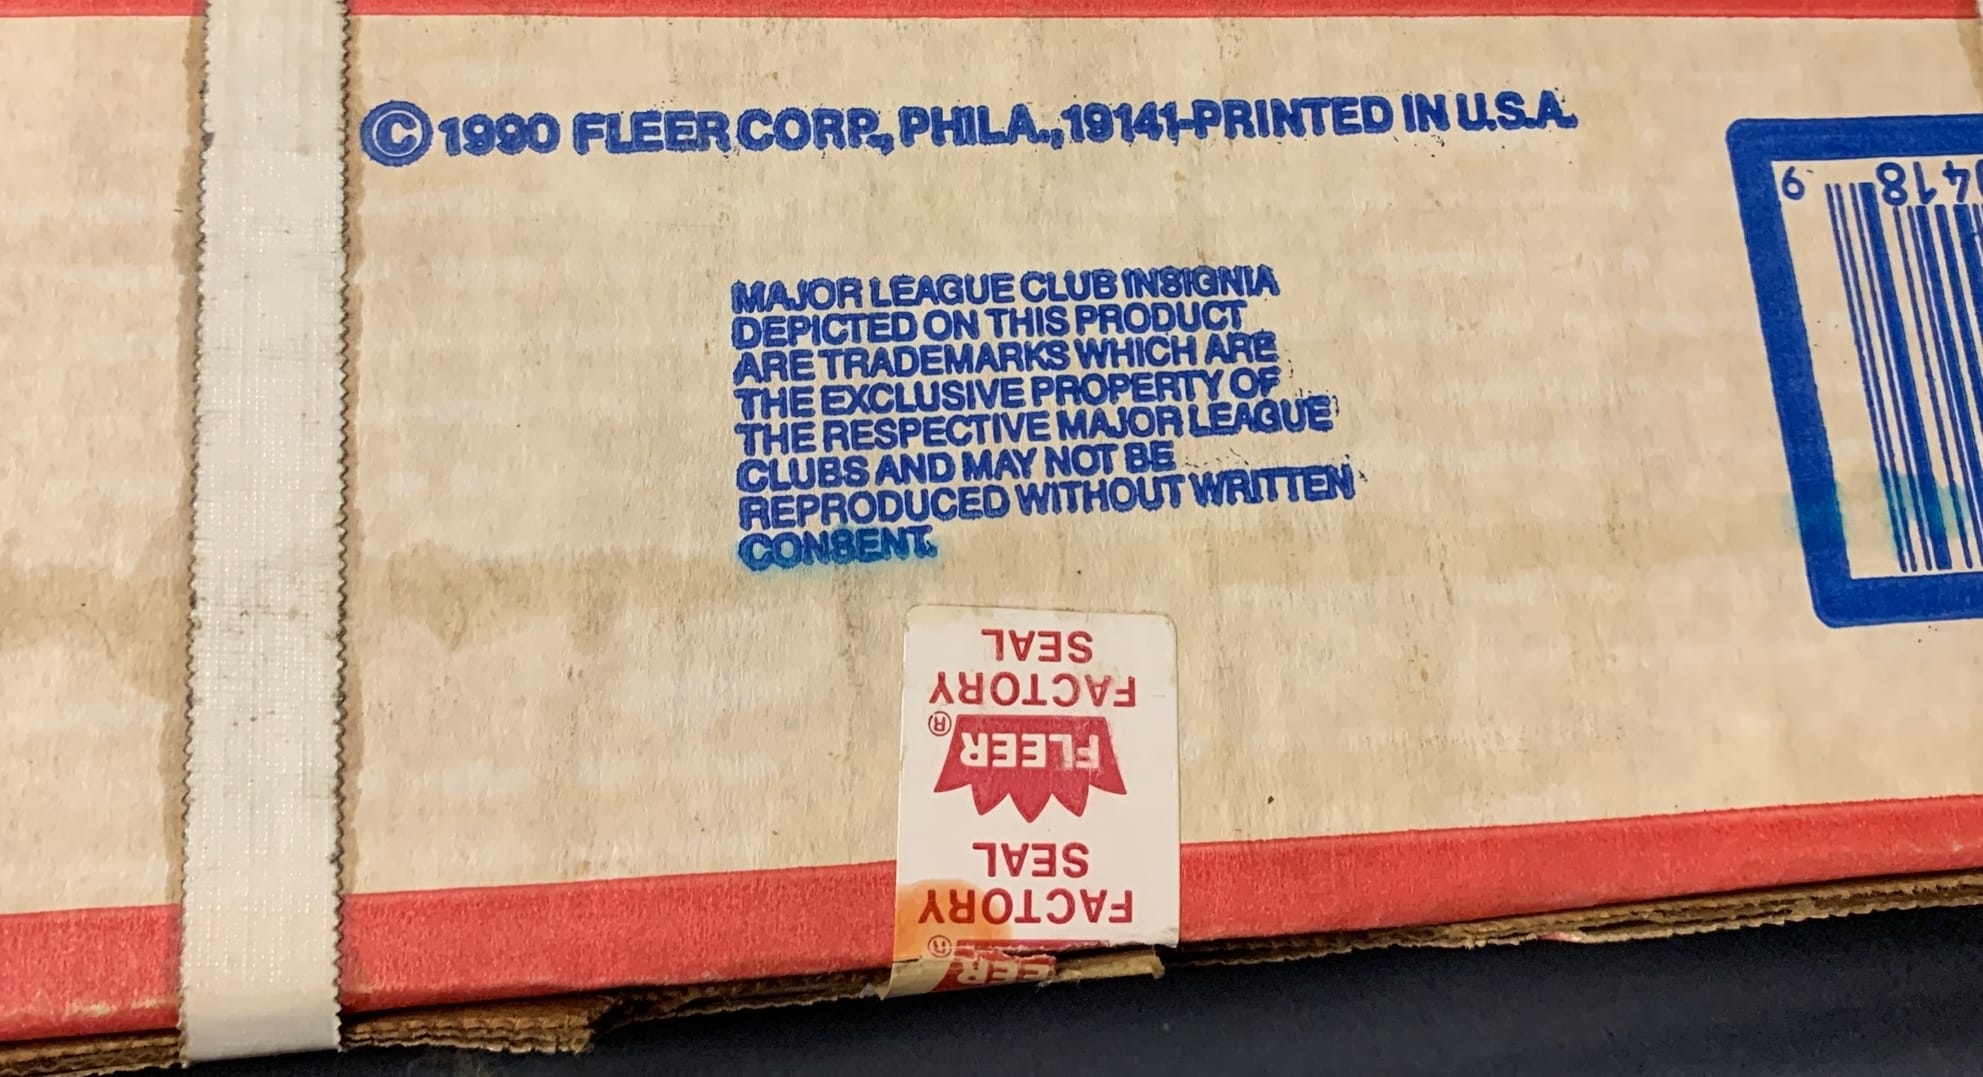 © 1990 FLEER CORP., PHILA., 19141-PRINTED IN U.S.A.
MAJOR LEAGUE CLUB INSIGNIA
DEPICTED ON THIS PRODUCT
ARE TRADEMARKS WHICH ARE
THE EXCLUSIVE PROPERTY OF
THE RESPECTIVE MAJOR LEAGUE
CLUBS AND MAY NOT BE
REPRODUCED WITHOUT WRITTEN
CONSENT.
9
0418
FACTORY
SEAL
FLEER®
FACTORY
SEAL